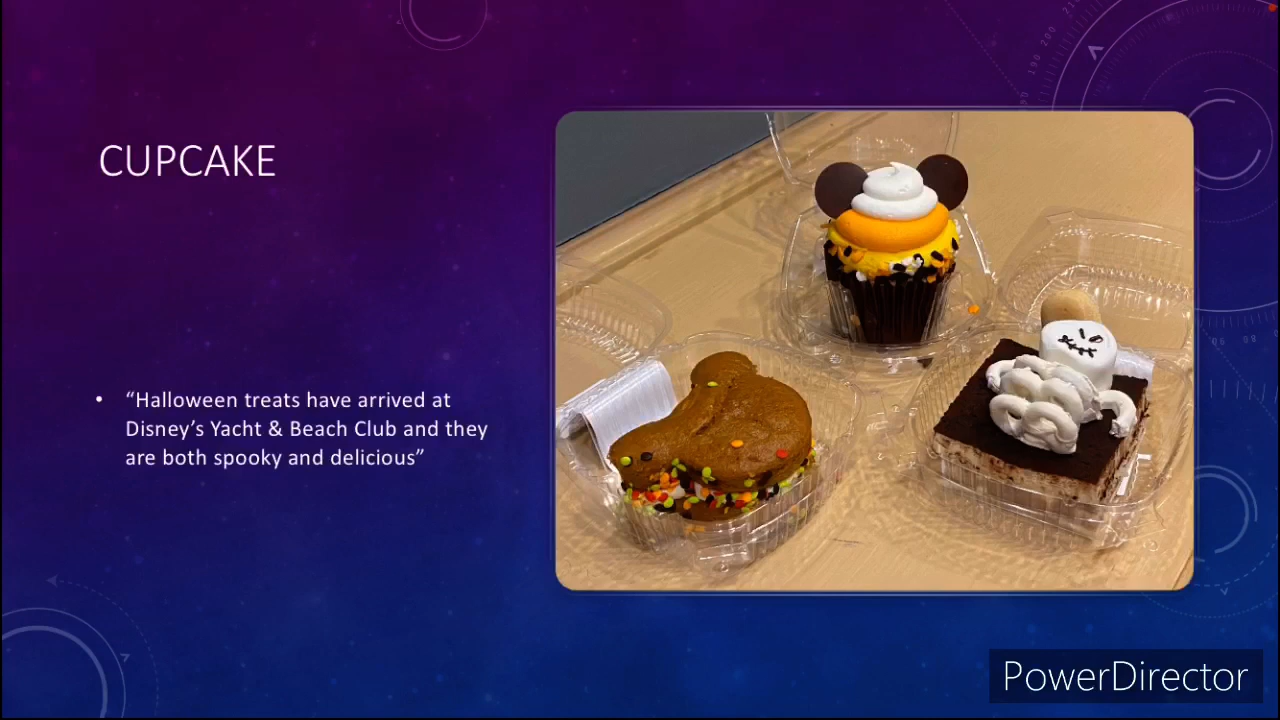 CUPCAKE
• “Halloween treats have arrived at
Disney’s Yacht & Beach Club and they
are both spooky and delicious”
PowerDirector